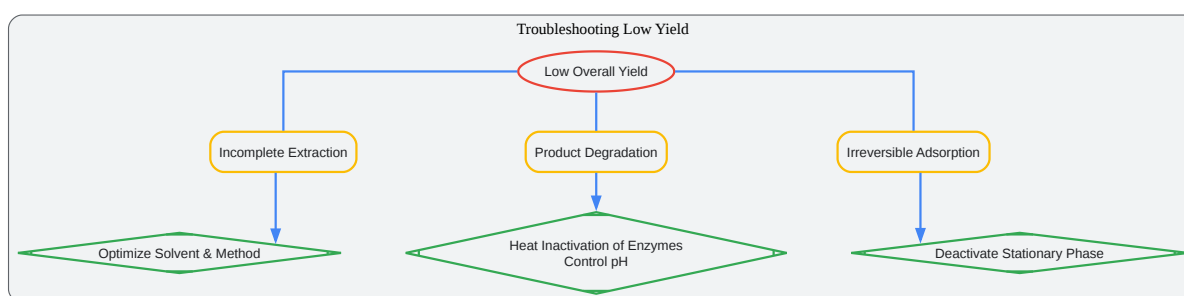 Troubleshooting Low Yield
Low Overall Yield
Incomplete Extraction
Product Degradation
Irreversible Adsorption
Optimize Solvent & Method
Heat Inactivation of Enzymes
Control pH
Deactivate Stationary Phase